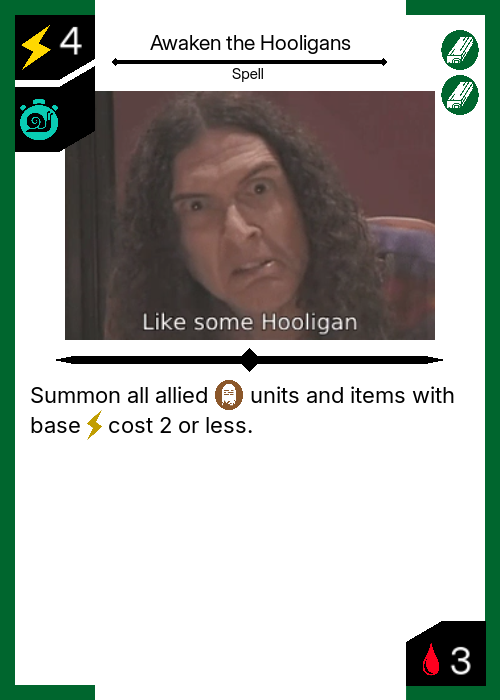 4
Awaken the Hooligans
Spell
Like some Hooligan
Summon all allied units and items with
base cost 2 or less.
3